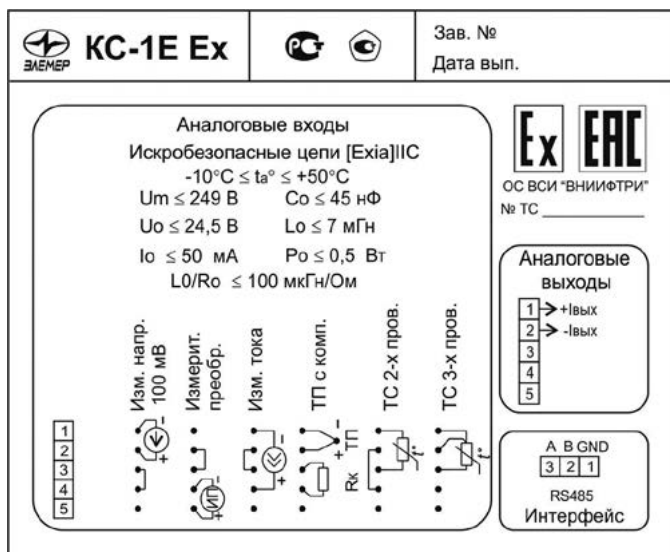 ЭЛЕМЕР
КС-1Е Ex
Зав. №
Дата вып.
Аналоговые входы
Искробезопасные цепи [Exia]IIC
-10°С ≤ ta° ≤ +50°С
Um ≤ 249 В Со ≤ 45 нФ
Uo ≤ 24,5 В Lo ≤ 7 мГн
Io ≤ 50 мА Po ≤ 0,5 Вт
L0/Ro ≤ 100 мкГн/Ом
Изм. напр.
100 мВ
Измерит.
преобр.
Изм. тока
ТП с комп.
ТС 2-х пров.
ТС 3-х пров.
1
2
3
4
5
- +
ИП
- +
- +
- +
ТП
Rк
t°
t°
Ex EAC
ОС ВСИ "ВНИИФТРИ"
№ ТС
Аналоговые
выходы
1 +Iвых
2 -Iвых
3
4
5
A B GND
3 2 1
RS485
Интерфейс